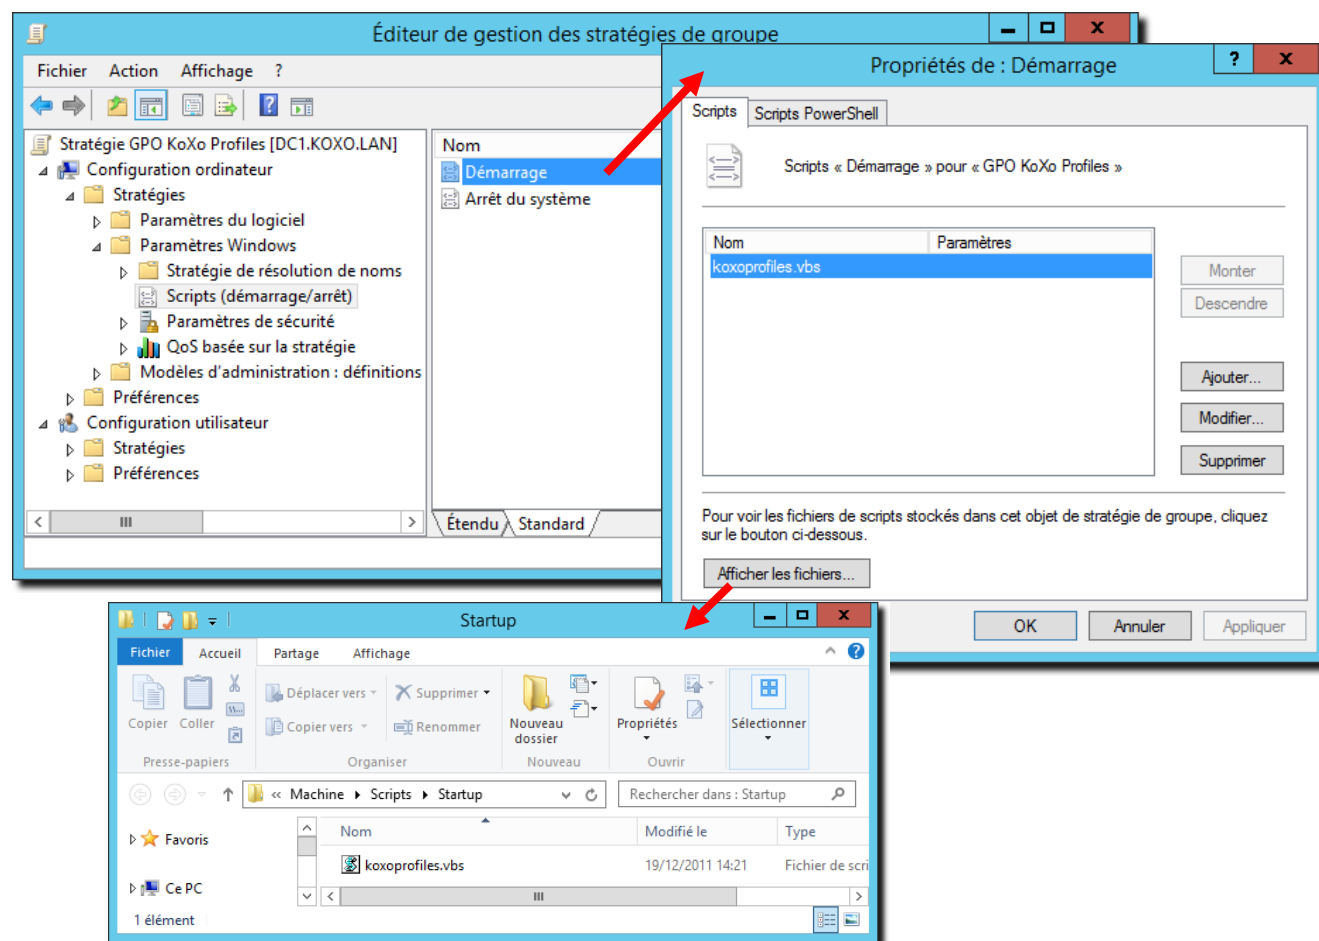 Éditeur de gestion des stratégies de groupe
Fichier Action Affichage ?
Stratégie GPO KoXo Profiles [DC1.KOXO.LAN]
Configuration ordinateur
Stratégies
Paramètres du logiciel
Paramètres Windows
Stratégie de résolution de noms
Scripts (démarrage/arrêt)
Paramètres de sécurité
QoS basée sur la stratégie
Modèles d'administration : définitions
Préférences
Configuration utilisateur
Stratégies
Préférences
Nom
Démarrage
Arrêt du système
Étendu Standard
Propriétés de : Démarrage
Scripts Scripts PowerShell
Scripts « Démarrage » pour « GPO KoXo Profiles »
Nom Paramètres
koxoprofiles.vbs
Monter
Descendre
Ajouter...
Modifier...
Supprimer
Pour voir les fichiers de scripts stockés dans cet objet de stratégie de groupe, cliquez
sur le bouton ci-dessous.
Afficher les fichiers...
OK Annuler Appliquer
Startup
Fichier Accueil Partage Affichage
Copier Coller
Presse-papiers
Déplacer vers Supprimer
Copier vers Renommer
Organiser
Nouveau
dossier
Nouveau
Propriétés
Ouvrir
Sélectionner
« Machine Scripts Startup
Rechercher dans : Startup
Favoris
Ce PC
Nom Modifié le Type
koxoprofiles.vbs 19/12/2011 14:21 Fichier de scri
1 élément